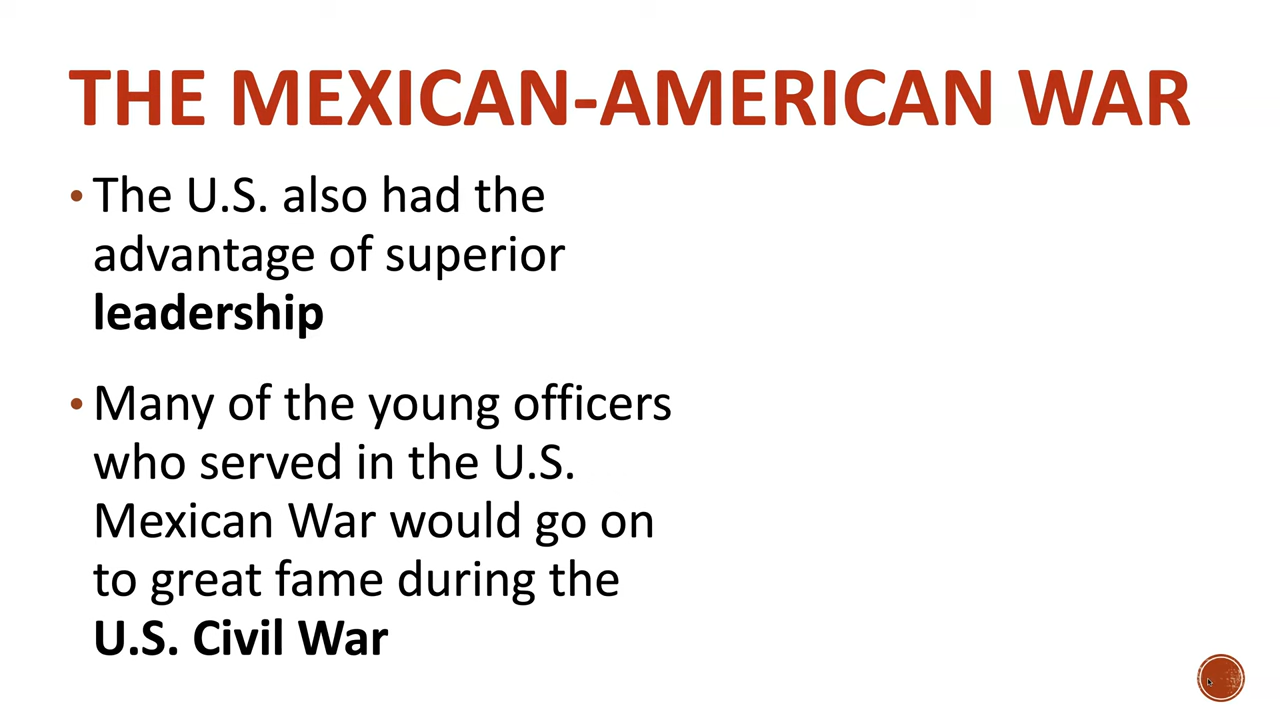 THE MEXICAN-AMERICAN WAR
• The U.S. also had the
advantage of superior
leadership
• Many of the young officers
who served in the U.S.
Mexican War would go on
to great fame during the
U.S. Civil War